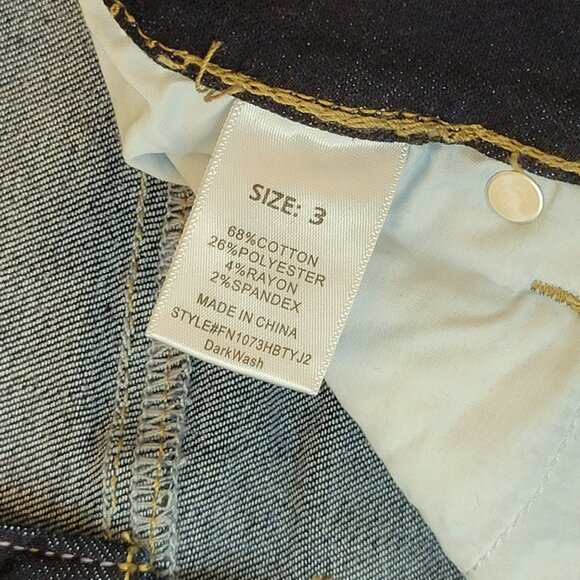 SIZE: 3
68%COTTON
26%POLYESTER
4%RAYON
2%SPANDEX
MADE IN CHINA
STYLE#FN1073HBTYJ2
DarkWash